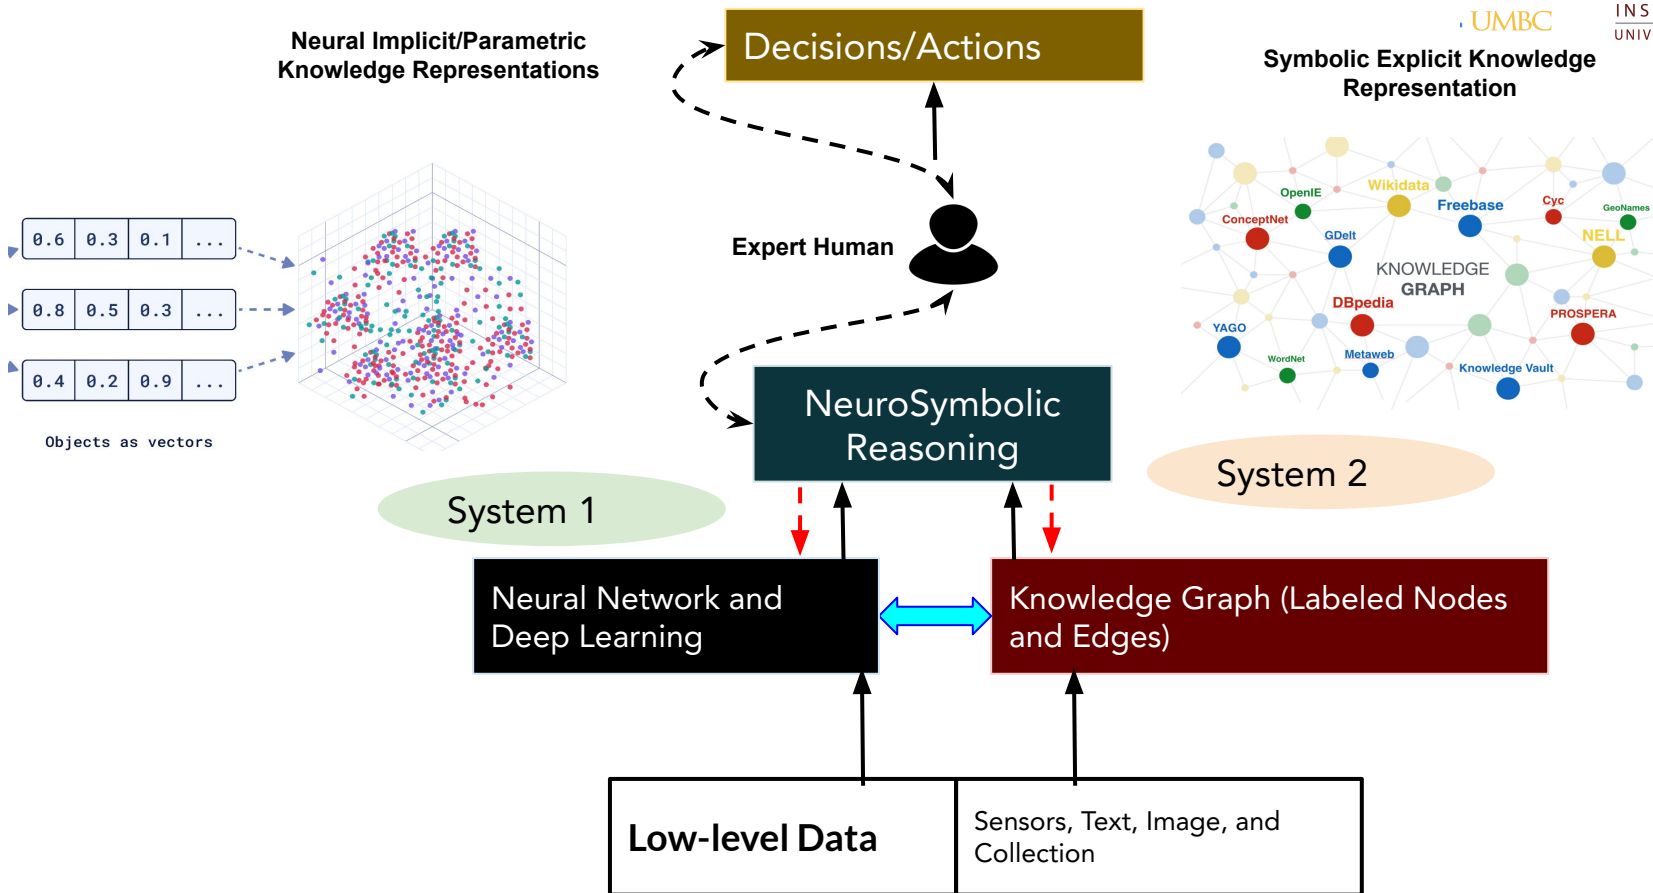 Neural Implicit/Parametric
Knowledge Representations
Decisions/Actions
UMBC
INS
UNIV
Symbolic Explicit Knowledge
Representation
0.6 0.3 0.1 ...
0.8 0.5 0.3 ...
0.4 0.2 0.9 ...
Objects as vectors
Expert Human
OpenIE
Wikidata
Cyc
GeoNames
ConceptNet
Freebase
GDelt
NELL
KNOWLEDGE
GRAPH
DBpedia
PROSPERA
YAGO
WordNet
Metaweb
Knowledge Vault
NeuroSymbolic
Reasoning
System 1
System 2
Neural Network and
Deep Learning
Knowledge Graph (Labeled Nodes
and Edges)
Low-level Data
Sensors, Text, Image, and
Collection